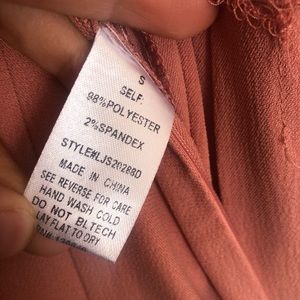 S
SELF:
98%POLYESTER
2%SPANDEX
STYLE#LJS20288D
MADE IN CHINA
SEE REVERSE FOR CARE
HAND WASH COLD
DO NOT BLTECH
LAY FLAT TO DRY